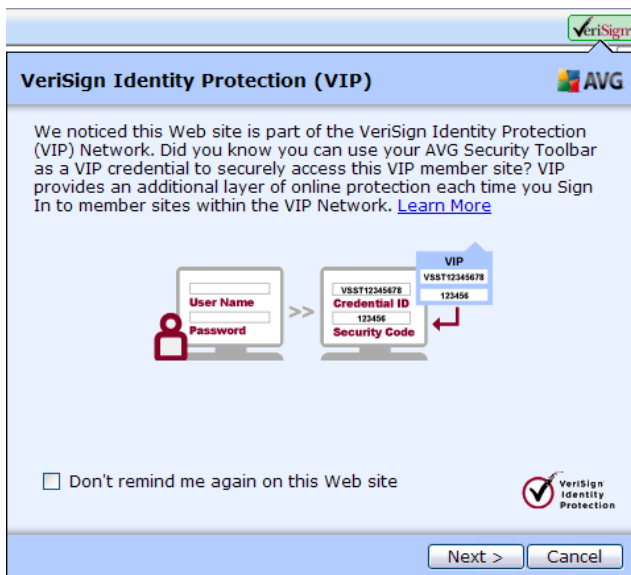 VeriSign
VeriSign Identity Protection (VIP)
AVG
We noticed this Web site is part of the VeriSign Identity Protection
(VIP) Network. Did you know you can use your AVG Security Toolbar
as a VIP credential to securely access this VIP member site? VIP
provides an additional layer of online protection each time you Sign
In to member sites within the VIP Network. Learn More
User Name
Password
>>
VSST12345678
Credential ID
123456
Security Code
VIP
VSST12345678
123456
Don't remind me again on this Web site
VeriSign
Identity
Protection
Next >
Cancel